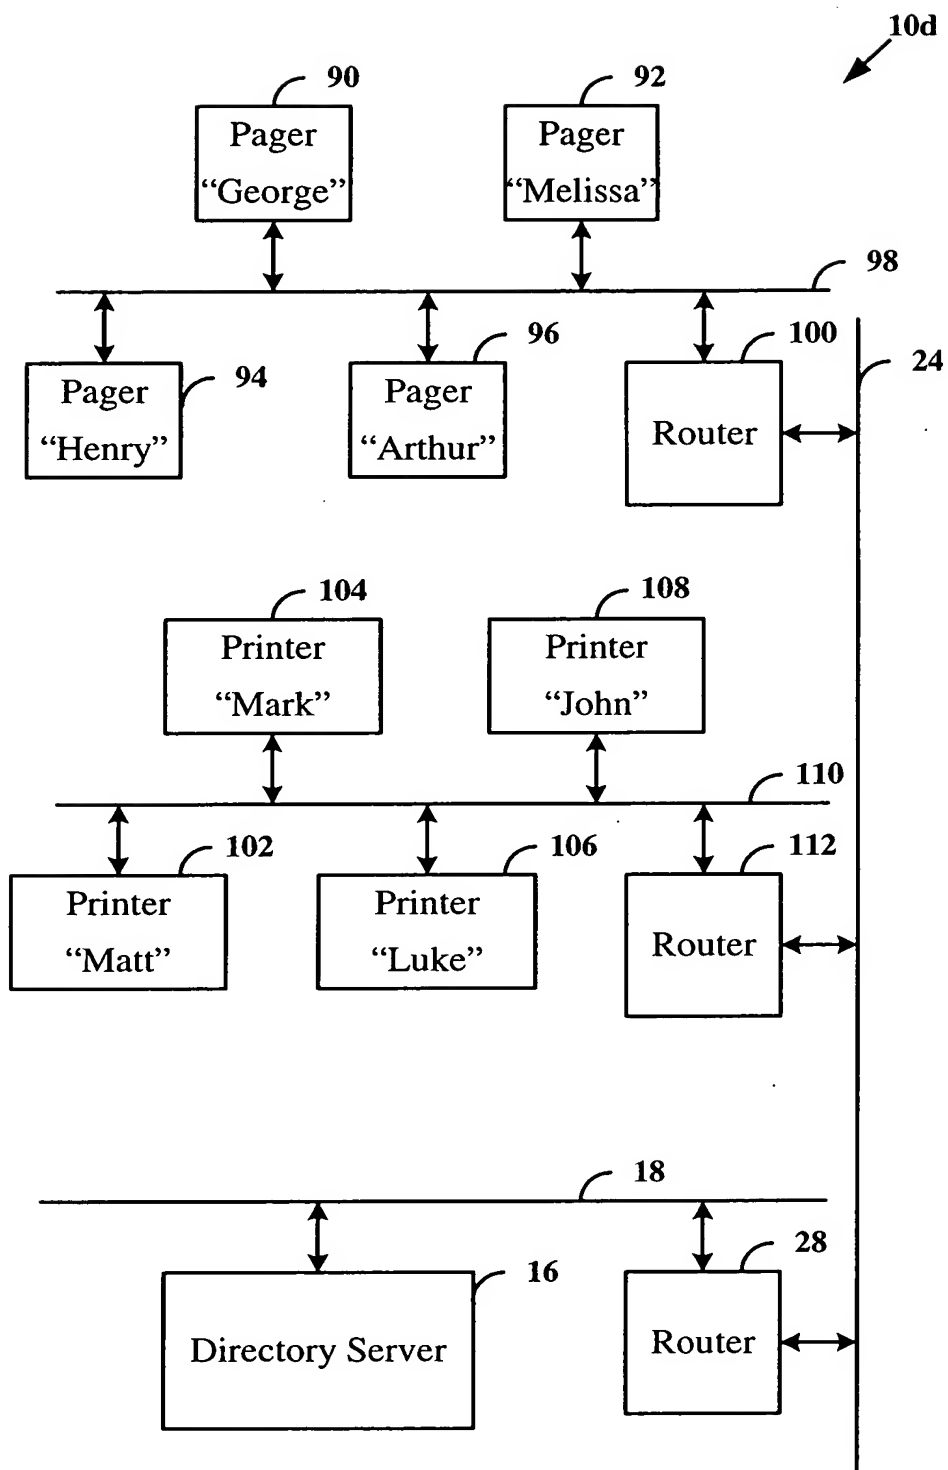 10d
90
92
Pager
“George”
Pager
“Melissa”
98
94
96
100
24
Pager
“Henry”
Pager
“Arthur”
Router
104
108
Printer
“Mark”
Printer
“John”
110
102
106
112
Printer
“Matt”
Printer
“Luke”
Router
18
16
28
Directory Server
Router